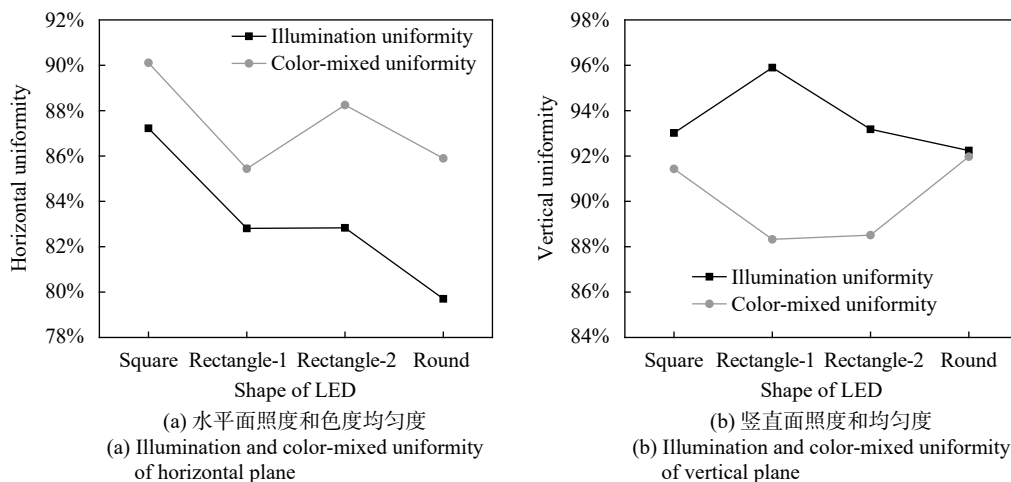 92%
90%
88%
86%
84%
82%
80%
78%
Horizontal uniformity
Illumination uniformity
Color-mixed uniformity
Square Rectangle-1 Rectangle-2 Round
Shape of LED
(a) 水平面照度和色度均匀度
(a) Illumination and color-mixed uniformity
of horizontal plane
98%
96%
94%
92%
90%
88%
86%
84%
Vertical uniformity
Illumination uniformity
Color-mixed uniformity
Square Rectangle-1 Rectangle-2 Round
Shape of LED
(b) 竖直面照度和均匀度
(b) Illumination and color-mixed uniformity
of vertical plane